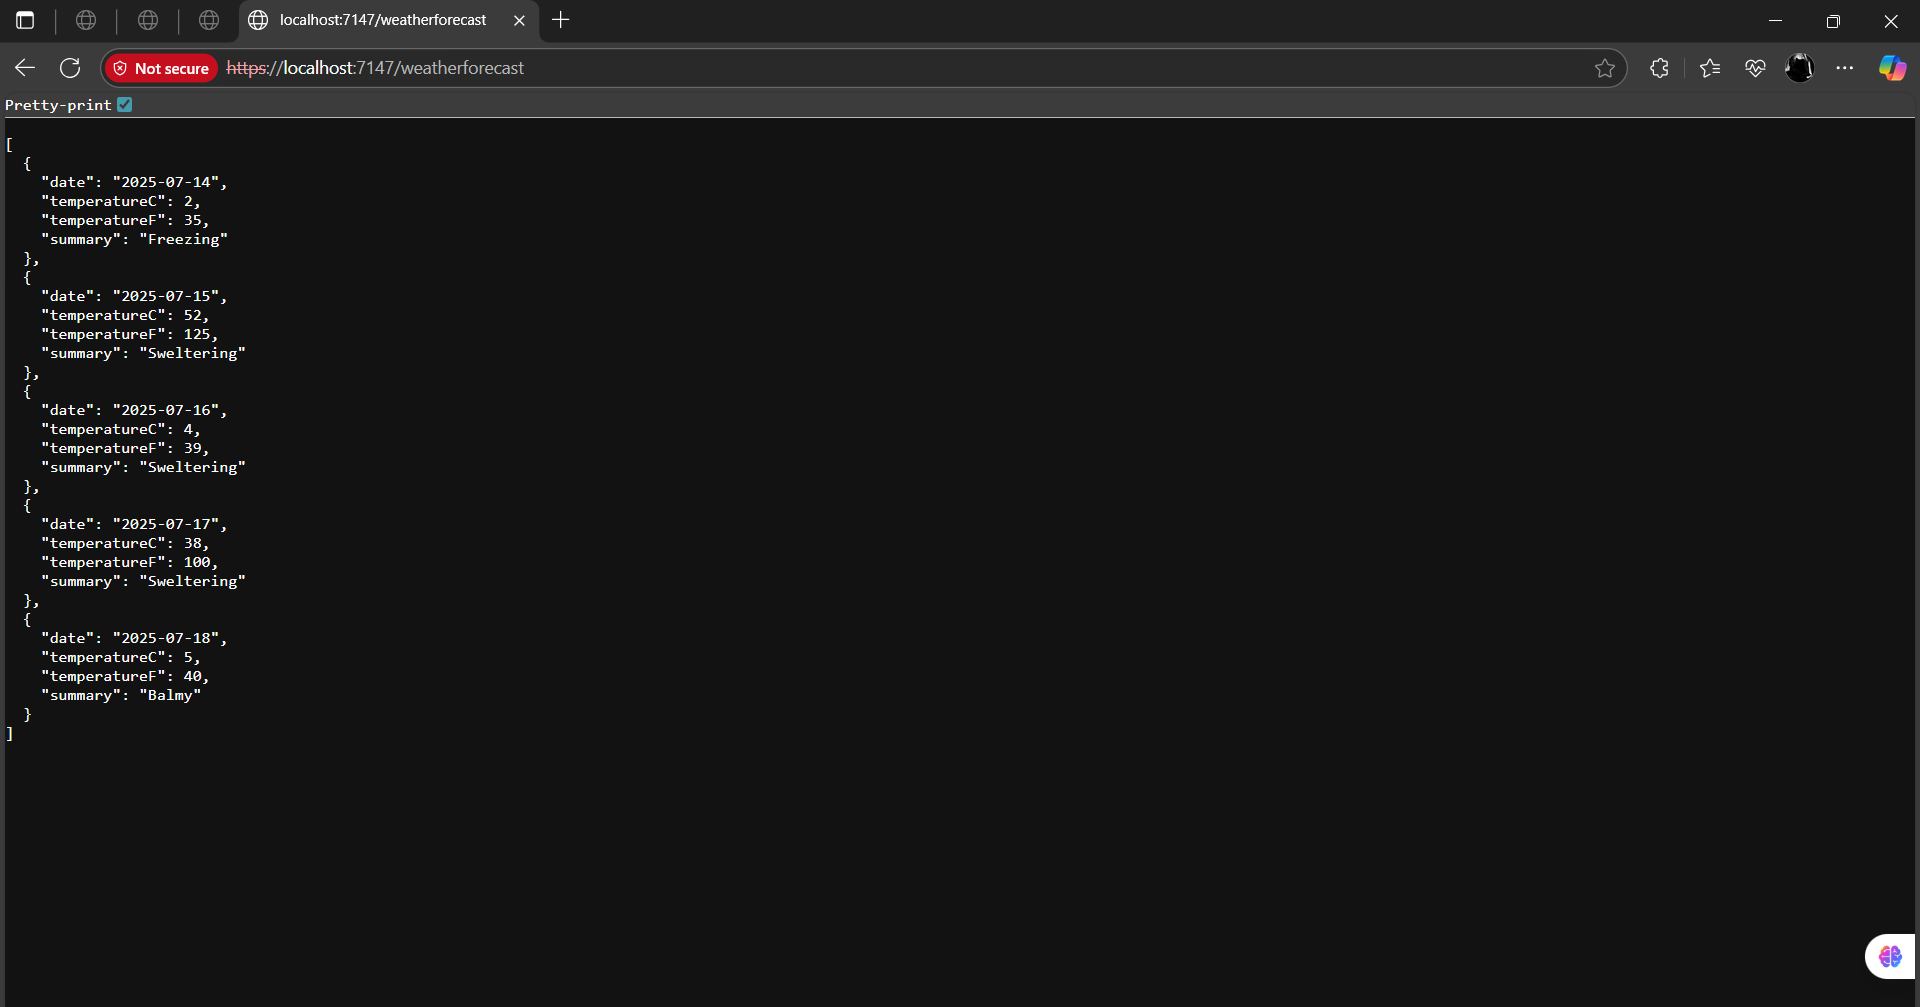 localhost:7147/weatherforecast
Not secure https://localhost:7147/weatherforecast
Pretty-print
[
  {
    "date": "2025-07-14",
    "temperatureC": 2,
    "temperatureF": 35,
    "summary": "Freezing"
  },
  {
    "date": "2025-07-15",
    "temperatureC": 52,
    "temperatureF": 125,
    "summary": "Sweltering"
  },
  {
    "date": "2025-07-16",
    "temperatureC": 4,
    "temperatureF": 39,
    "summary": "Sweltering"
  },
  {
    "date": "2025-07-17",
    "temperatureC": 38,
    "temperatureF": 100,
    "summary": "Sweltering"
  },
  {
    "date": "2025-07-18",
    "temperatureC": 5,
    "temperatureF": 40,
    "summary": "Balmy"
  }
]